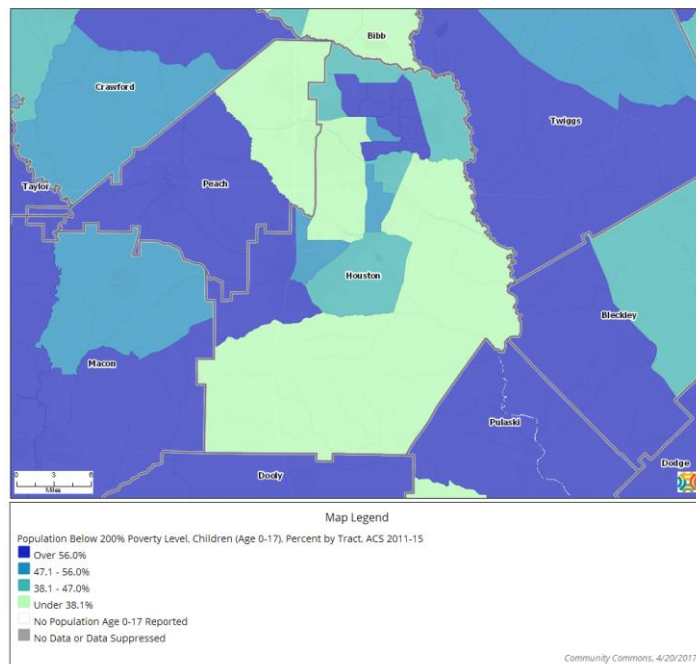 Bibb
Crawford
Twiggs
Taylor
Peach
Houston
Bleckley
Macon
Pulaski
Dooly
Dodge
0 3 6
Miles
Map Legend
Population Below 200% Poverty Level, Children (Age 0-17), Percent by Tract, ACS 2011-15
Over 56.0%
47.1 - 56.0%
38.1 - 47.0%
Under 38.1%
No Population Age 0-17 Reported
No Data or Data Suppressed
Community Commons, 4/20/2017